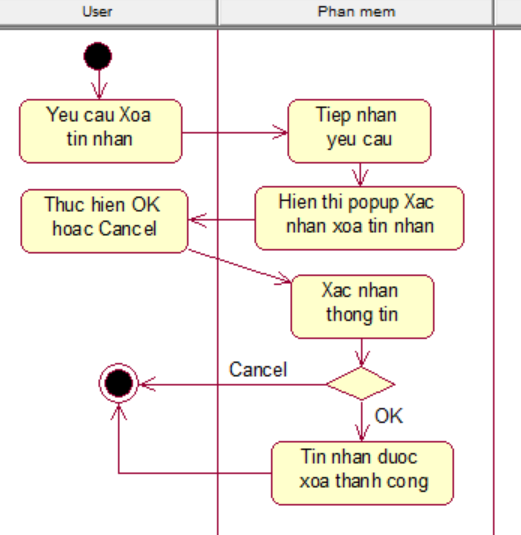 User
Phan mem
Yeu cau Xoa
tin nhan
Tiep nhan
yeu cau
Thuc hien OK
hoac Cancel
Hien thi popup Xac
nhan xoa tin nhan
Xac nhan
thong tin
Cancel
OK
Tin nhan duoc
xoa thanh cong